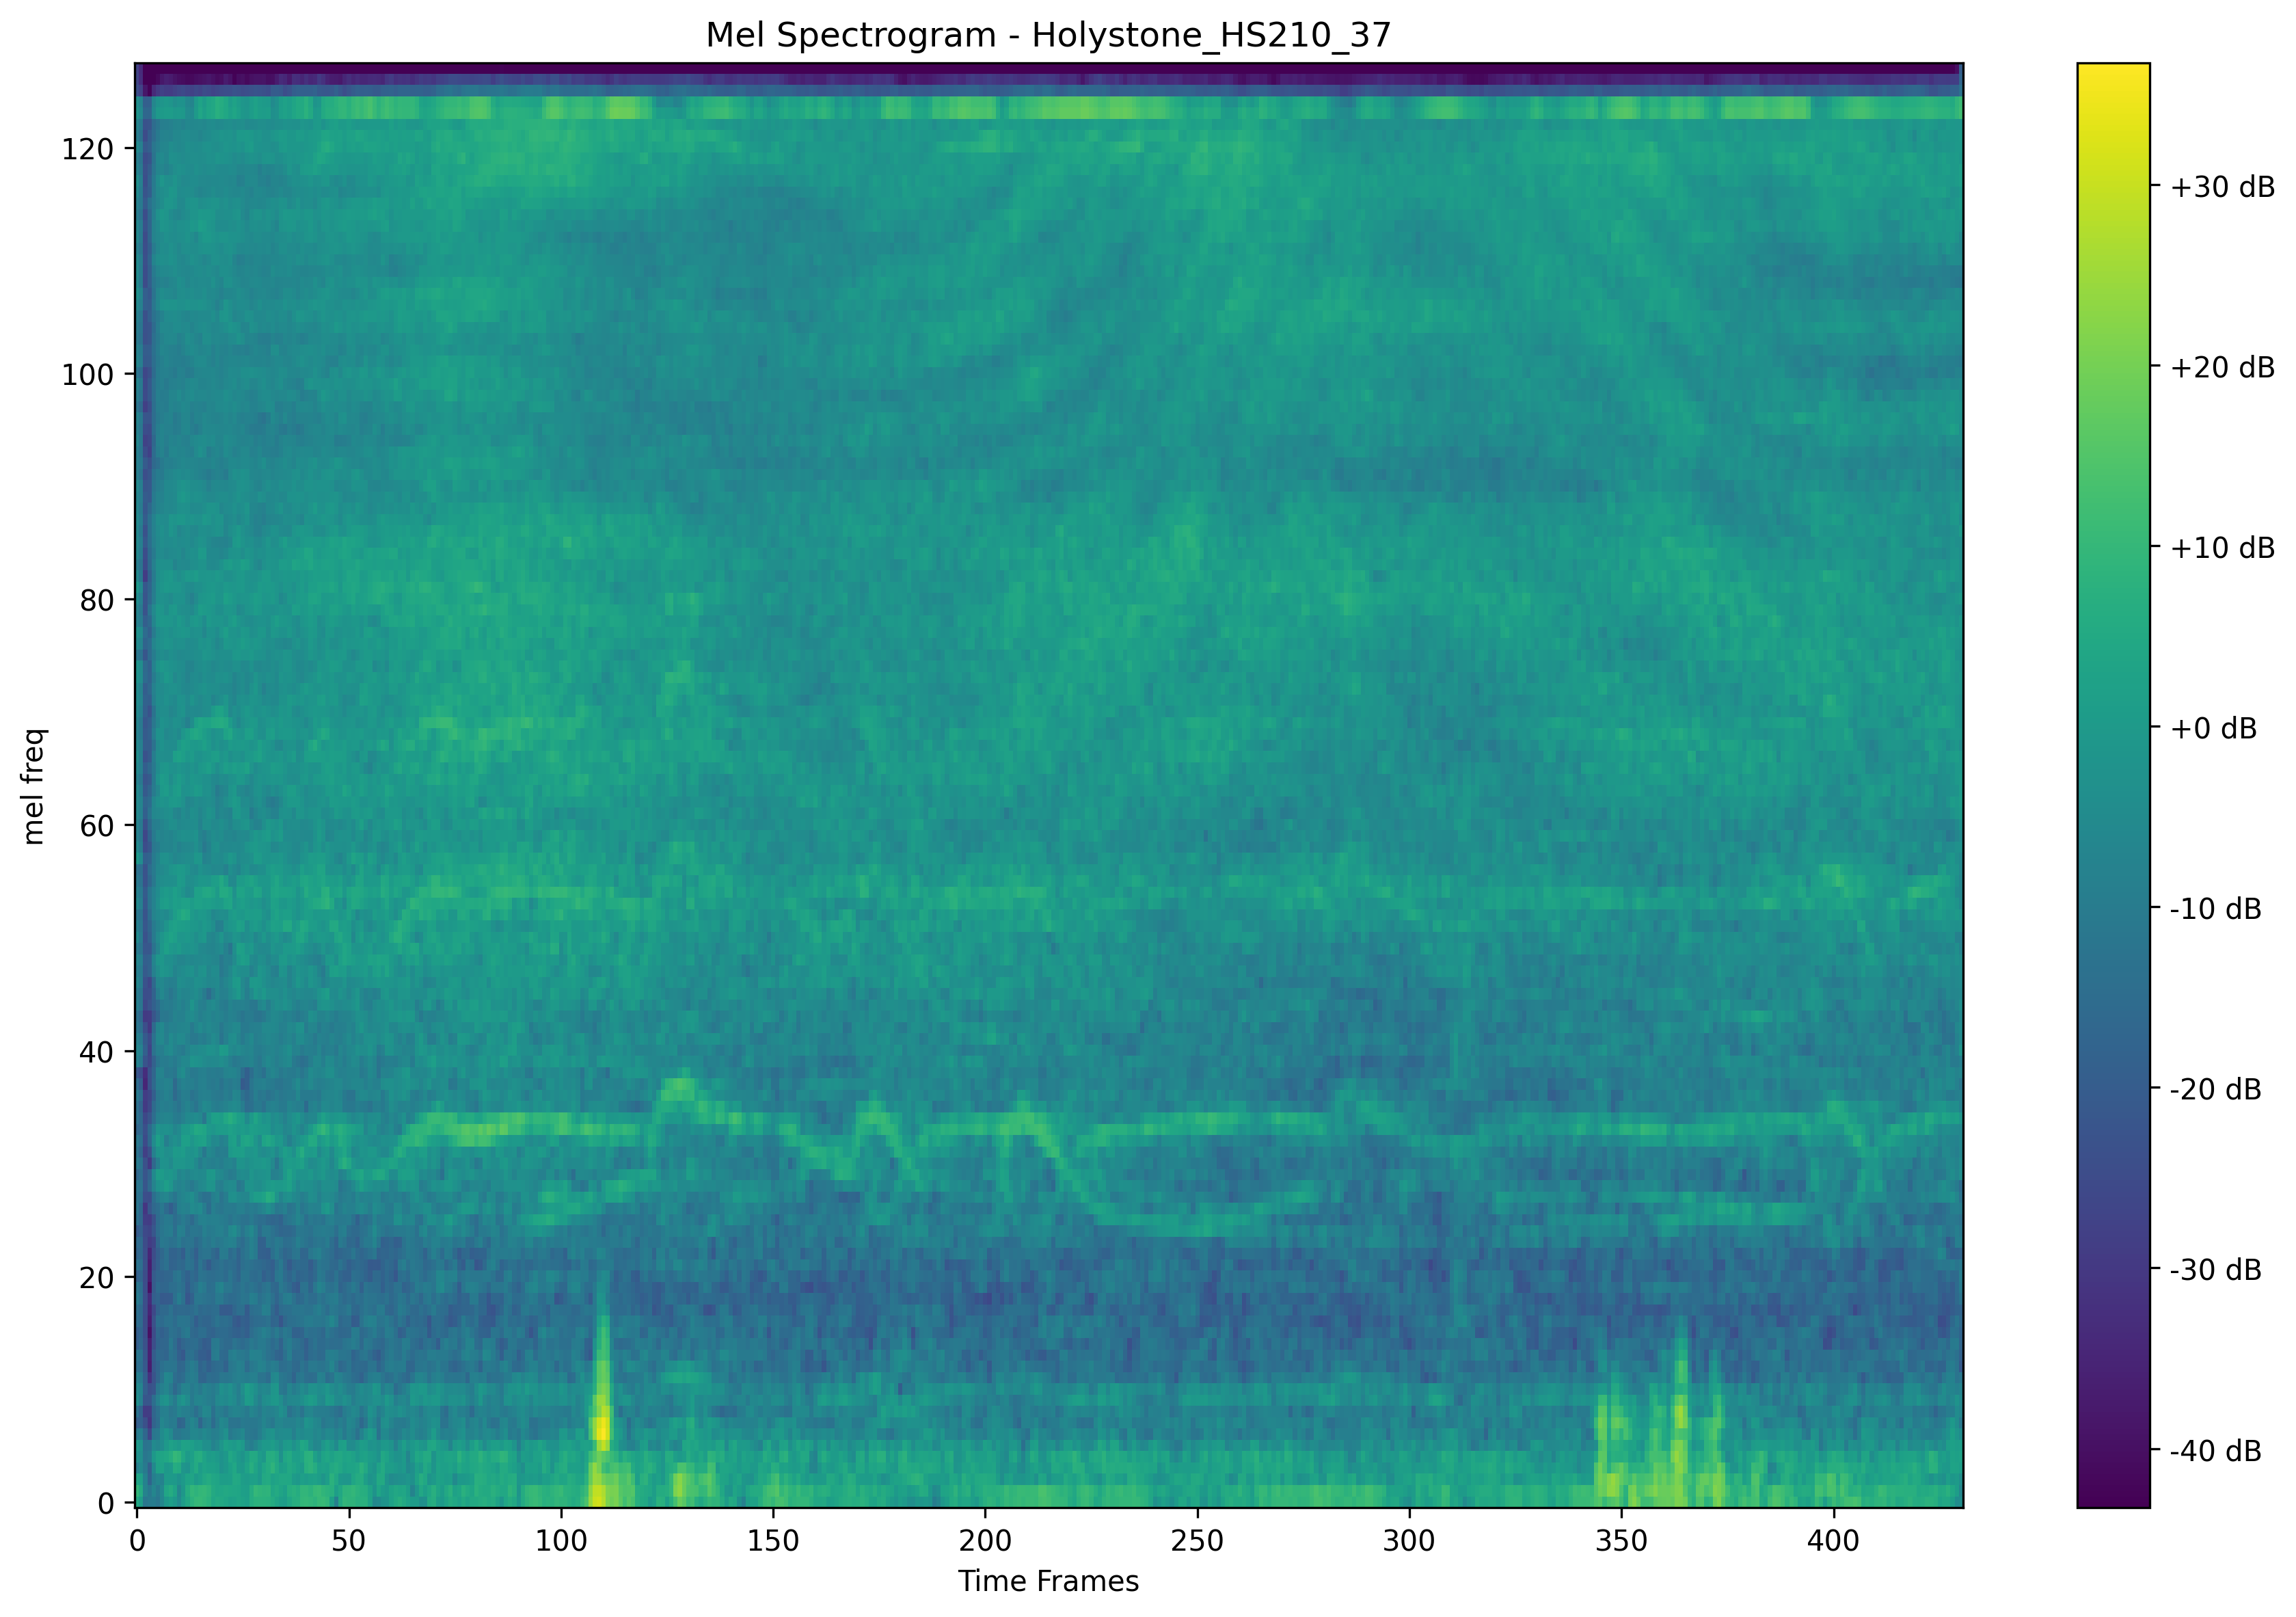 Mel Spectrogram - Holystone_HS210_37
mel freq
120
100
80
60
40
20
0
0 50 100 150 200 250 300 350 400
Time Frames
+30 dB
+20 dB
+10 dB
+0 dB
-10 dB
-20 dB
-30 dB
-40 dB